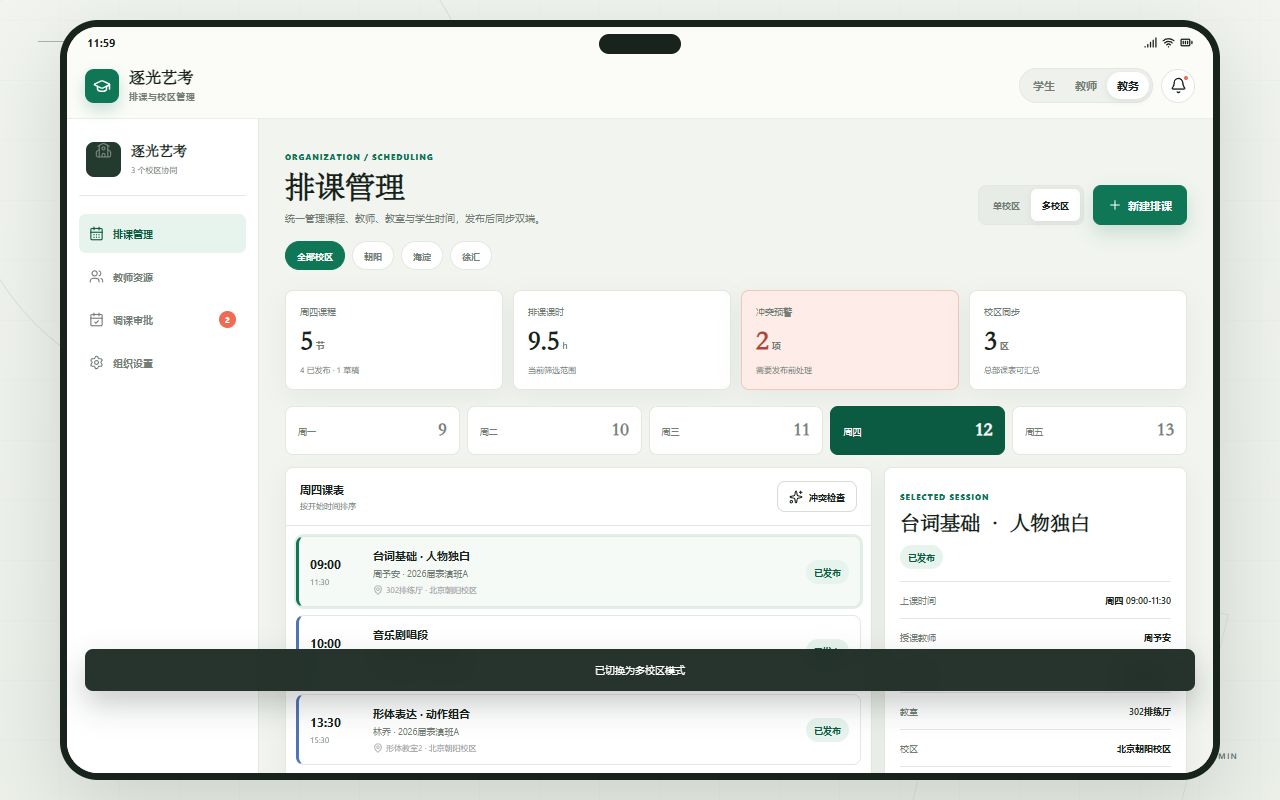 11:59
逐光艺考
排课与校区管理
学生
教师
教务
逐光艺考
3 个校区协同
排课管理
教师资源
调课审批
2
组织设置
ORGANIZATION / SCHEDULING
排课管理
统一管理课程、教师、教室与学生时间，发布后同步双端。
单校区
多校区
新建排课
全部校区
朝阳
海淀
徐汇
周四课程
5 节
4 已发布 · 1 草稿
排课课时
9.5 h
当前筛选范围
冲突预警
2 项
需要发布前处理
校区同步
3 区
总部课表可汇总
周一 9
周二 10
周三 11
周四 12
周五 13
周四课表
按开始时间排序
冲突检查
09:00
11:30
台词基础 · 人物独白
周予安 · 2026届表演班A
302排练厅 · 北京朝阳校区
已发布
10:00
音乐剧唱段
已切换为多校区模式
13:30
15:30
形体表达 · 动作组合
林乔 · 2026届表演班A
形体教室2 · 北京朝阳校区
已发布
SELECTED SESSION
台词基础 · 人物独白
已发布
上课时间
周四 09:00-11:30
授课教师
周予安
教室
302排练厅
校区
北京朝阳校区
MIN